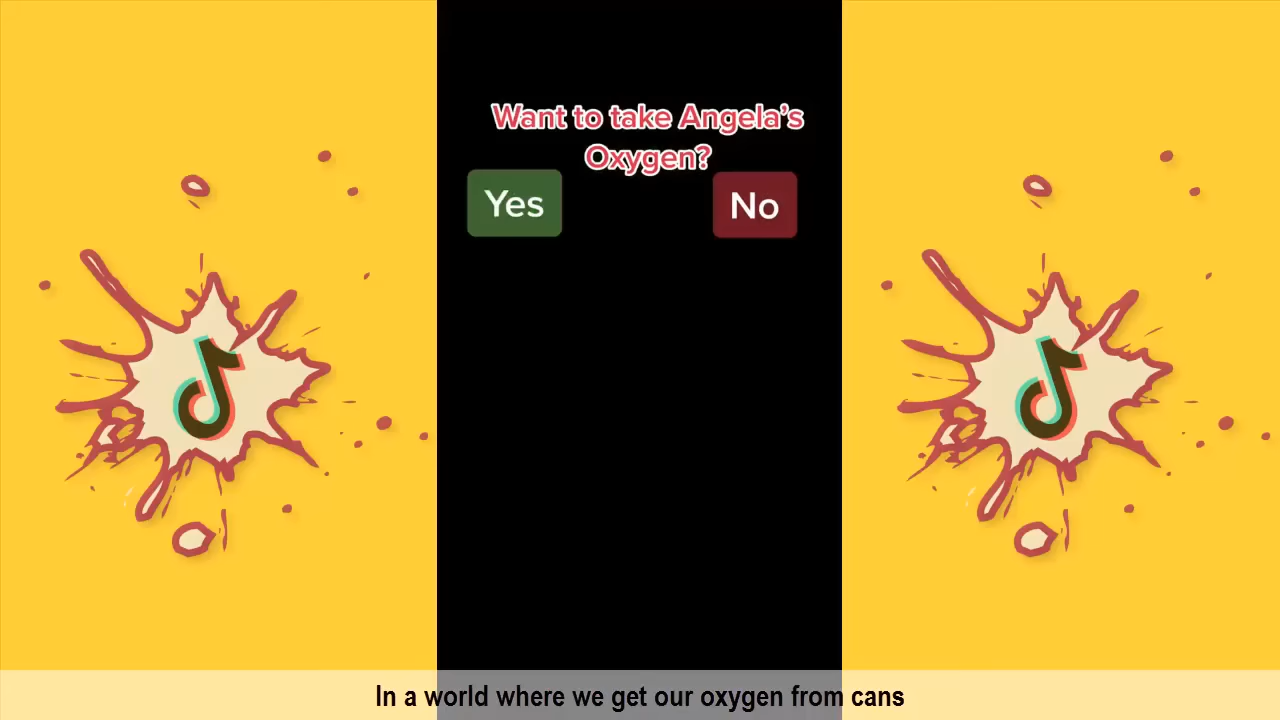 Want to take Angela's
Oxygen?
Yes
No
In a world where we get our oxygen from cans